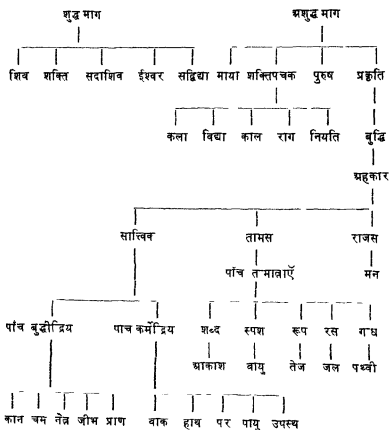 शुद्ध माग अशुद्ध माग
शिव शक्ति सदाशिव ईश्वर सद्विद्या माया शक्तिपचक पुरुष प्रकृति
कला विद्या काल राग नियति बुद्धि
अहकार
सात्त्विक तामस राजस
पाँच त मात्राएँ मन
पाँच बुद्धीद्रिय पाच कर्मेद्रिय शब्द स्पश रूप रस गध
आकाश वायु तेज जल पथ्वी
कान चम नेत्र जीभ घ्राण वाक हाथ पर पायु उपस्थ